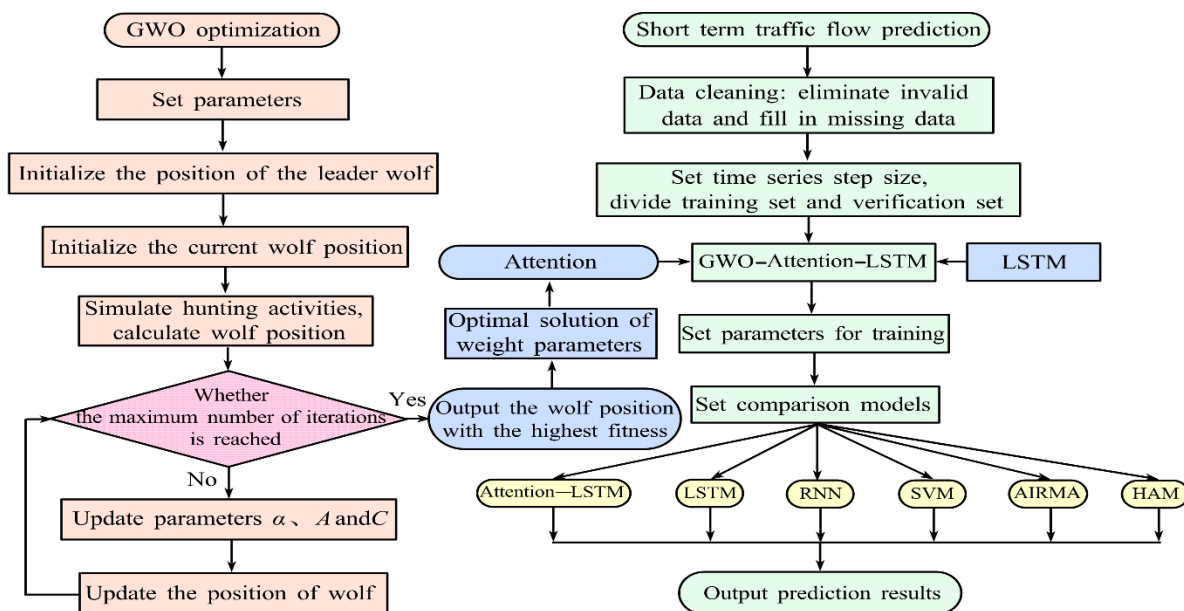 GWO optimization
Set parameters
Initialize the position of the leader wolf
Initialize the current wolf position
Simulate hunting activities,
calculate wolf position
Whether
the maximum number of iterations
is reached
Yes
No
Update parameters α、A andC
Update the position of wolf
Output the wolf position
with the highest fitness
Optimal solution of
weight parameters
Attention
Short term traffic flow prediction
Data cleaning: eliminate invalid
data and fill in missing data
Set time series step size,
divide training set and verification set
GWO-Attention-LSTM
LSTM
Set parameters for training
Set comparison models
Attention—LSTM
LSTM
RNN
SVM
AIRMA
HAM
Output prediction results